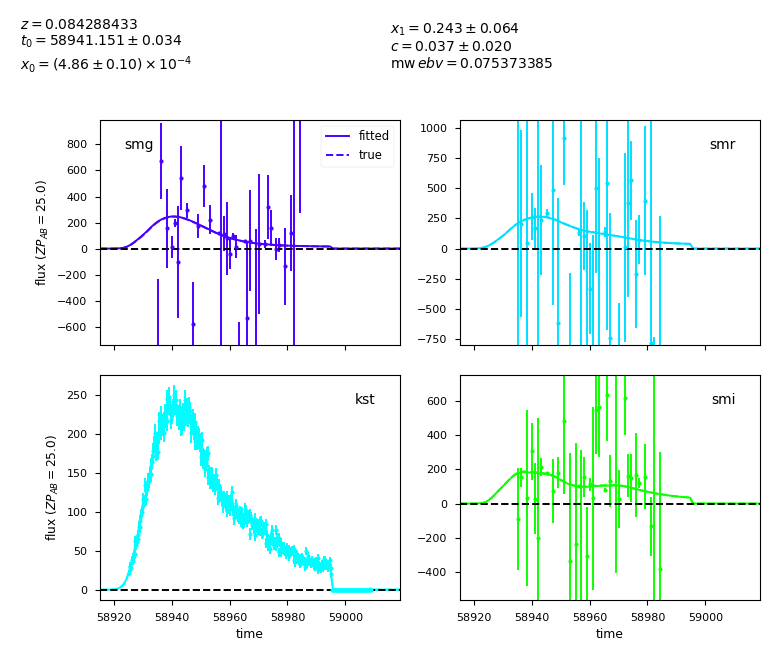 z = 0.084288433
t₀ = 58941.151 ± 0.034
x₀ = (4.86 ± 0.10) × 10⁻⁴
x₁ = 0.243 ± 0.064
c = 0.037 ± 0.020
mw ebv = 0.075373385
smg
fitted
true
800
600
400
200
0
−200
−400
−600
flux (ZP_AB = 25.0)
smr
1000
750
500
250
0
−250
−500
−750
kst
250
200
150
100
50
0
flux (ZP_AB = 25.0)
58920 58940 58960 58980 59000
time
smi
600
400
200
0
−200
−400
58920 58940 58960 58980 59000
time